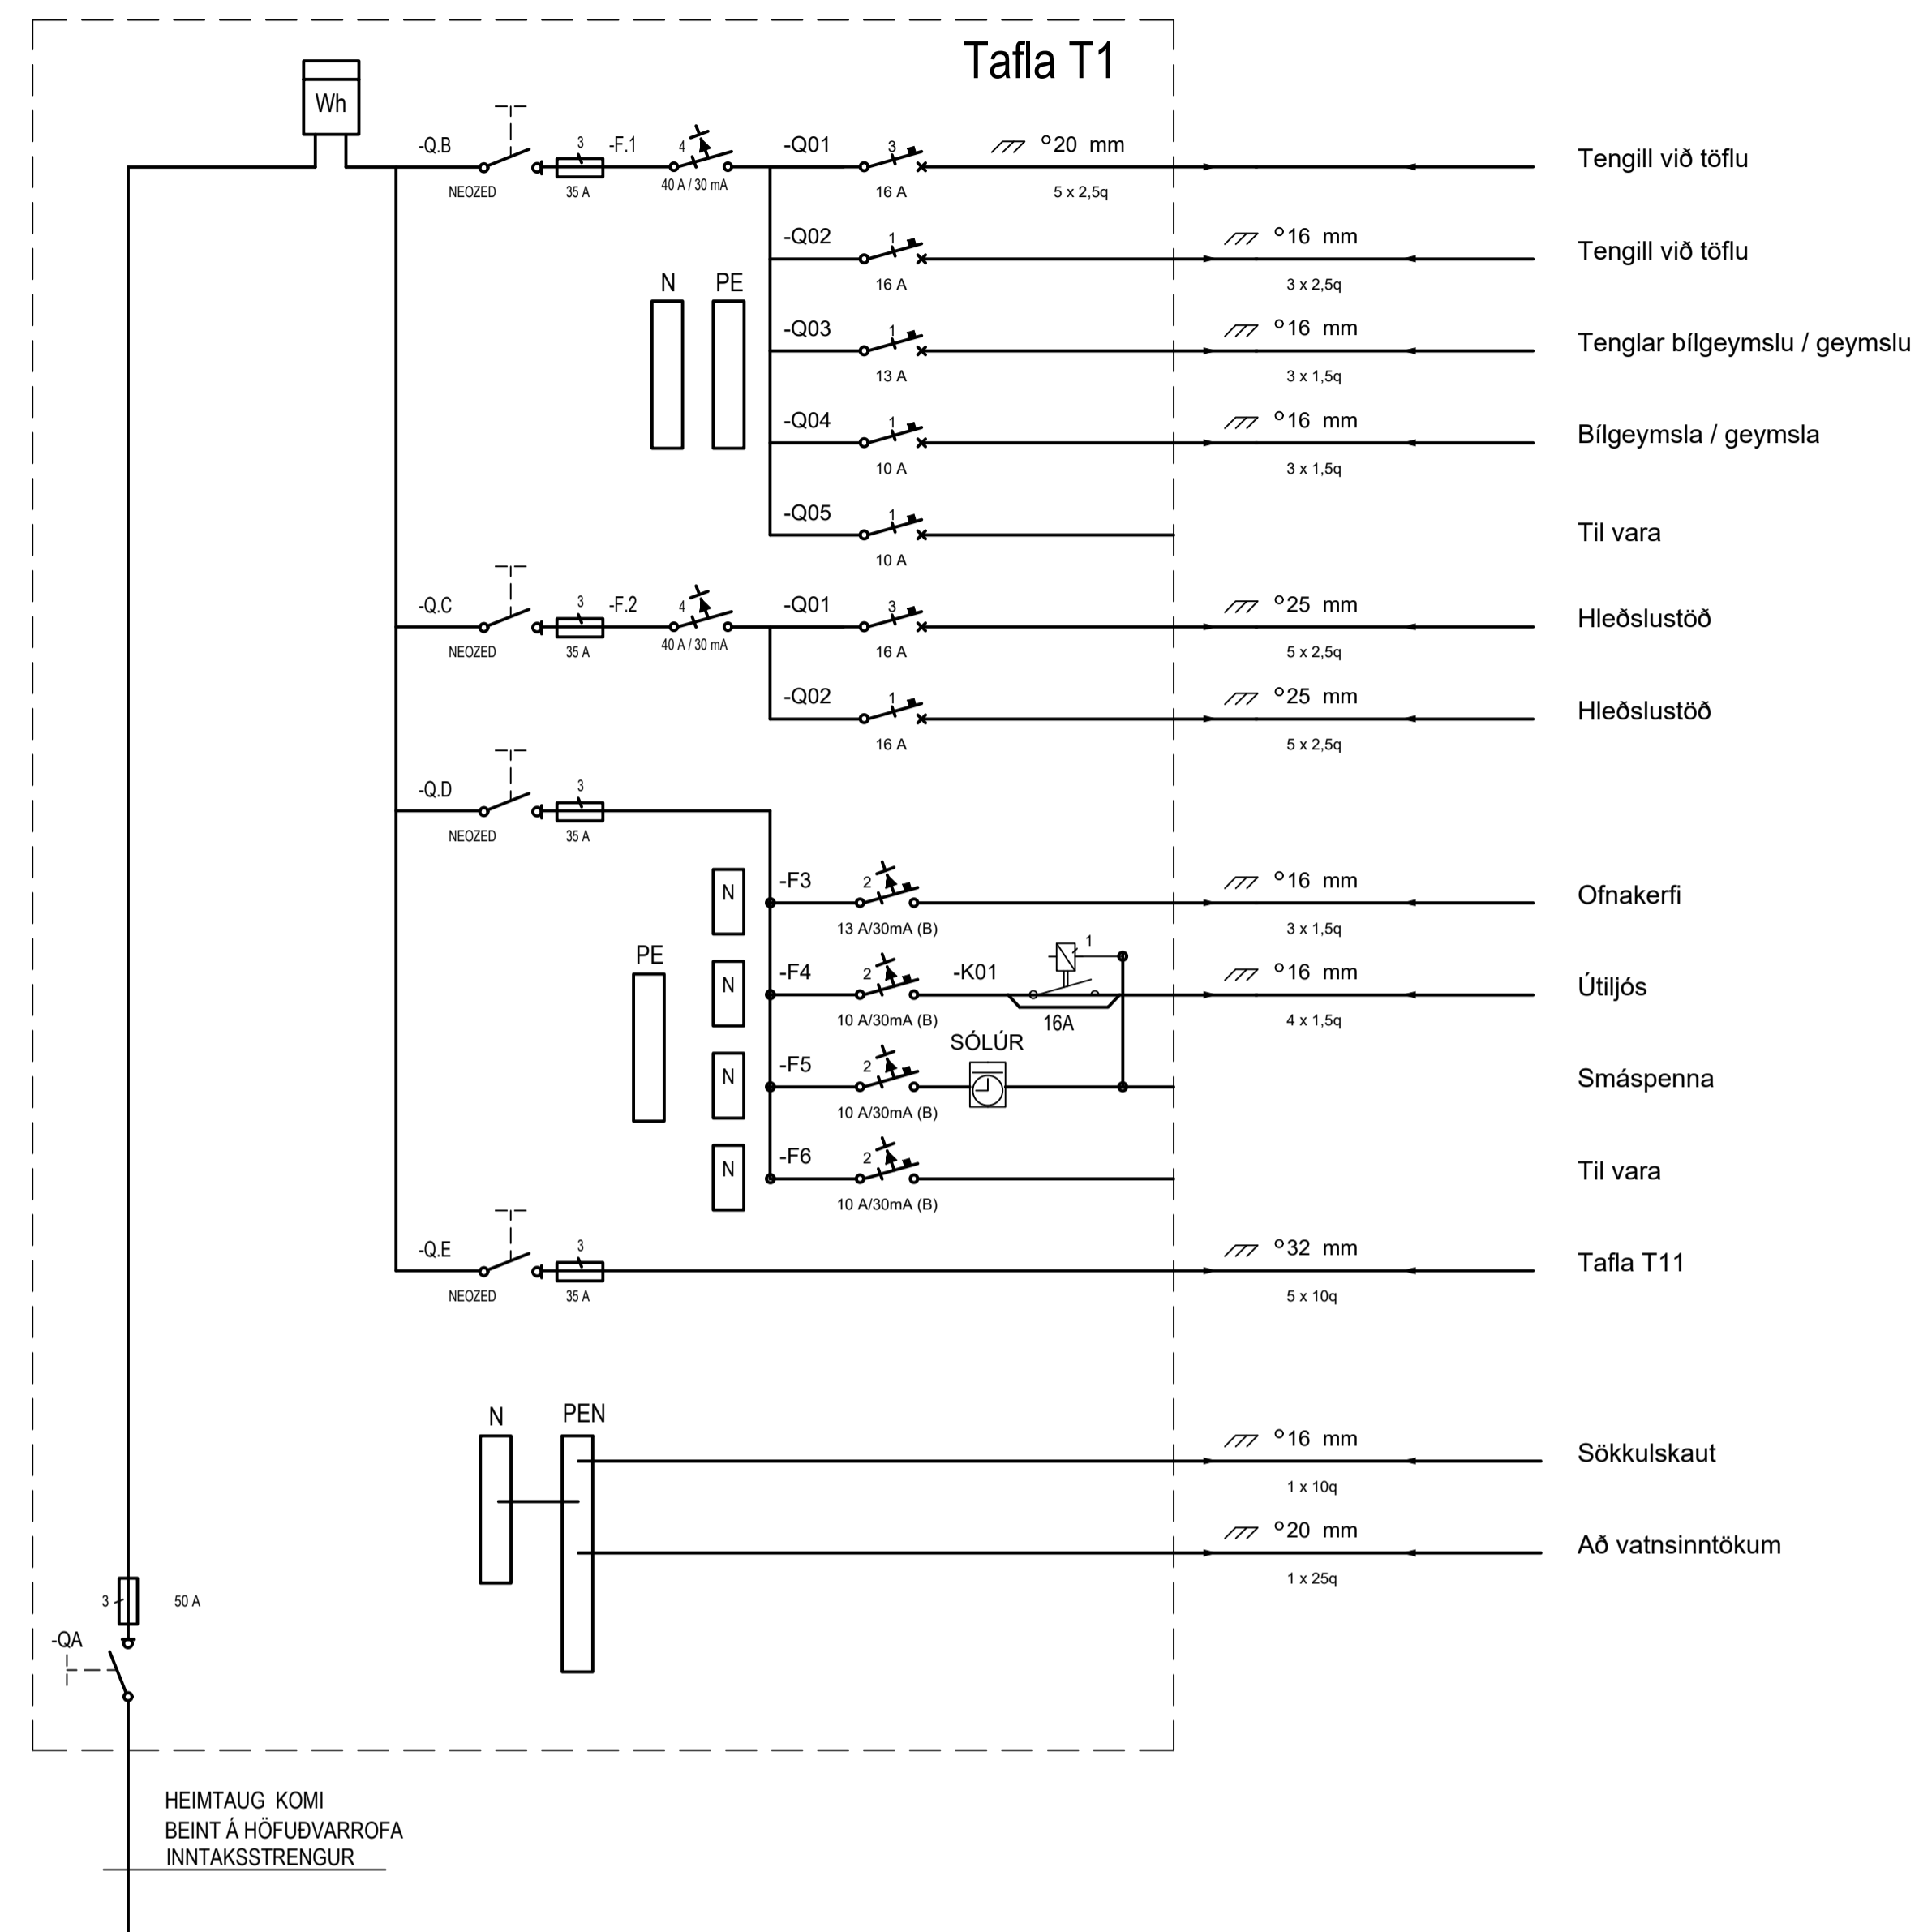 Tafla T1
Wh
-Q.B 3 -F.1 4 -Q01 3 °20 mm Tengill við töflu
NEOZED 35 A 40 A / 30 mA 16 A 5 x 2,5q
-Q02 1 °16 mm Tengill við töflu
16 A 3 x 2,5q
N PE
-Q03 1 °16 mm Tenglar bílgeymslu / geymslu
13 A 3 x 1,5q
-Q04 1 °16 mm Bílgeymsla / geymsla
10 A 3 x 1,5q
-Q05 1 Til vara
10 A
-Q.C 3 -F.2 4 -Q01 3 °25 mm Hleðslustöð
NEOZED 35 A 40 A / 30 mA 16 A 5 x 2,5q
-Q02 1 °25 mm Hleðslustöð
16 A 5 x 2,5q
-Q.D 3
NEOZED 35 A
N -F3 2 °16 mm Ofnakerfi
13 A/30mA (B) 3 x 1,5q
PE
1
N -F4 2 -K01 °16 mm Útiljós
10 A/30mA (B) 16A 4 x 1,5q
SÓLÚR
N -F5 2 Smáspenna
10 A/30mA (B)
N -F6 2 Til vara
10 A/30mA (B)
-Q.E 3 °32 mm Tafla T11
NEOZED 35 A 5 x 10q
N PEN
°16 mm Sökkulskaut
1 x 10q
°20 mm Að vatnsinntökum
1 x 25q
3 50 A
-QA
HEIMTAUG KOMI
BEINT Á HÖFUÐVARROFA
INNTAKSSTRENGUR